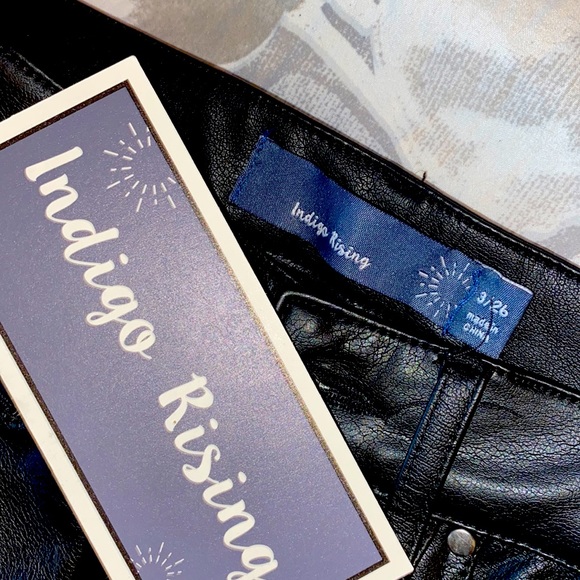 Indigo Rising
Indigo Rising
3/26
made in
CHINA